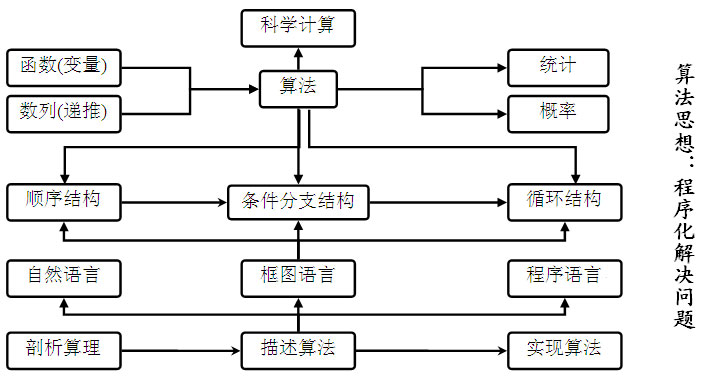 科学计算
函数(变量)
算法
统计
数列(递推)
概率
顺序结构
条件分支结构
循环结构
自然语言
框图语言
程序语言
剖析算理
描述算法
实现算法
算法思想：程序化解决问题